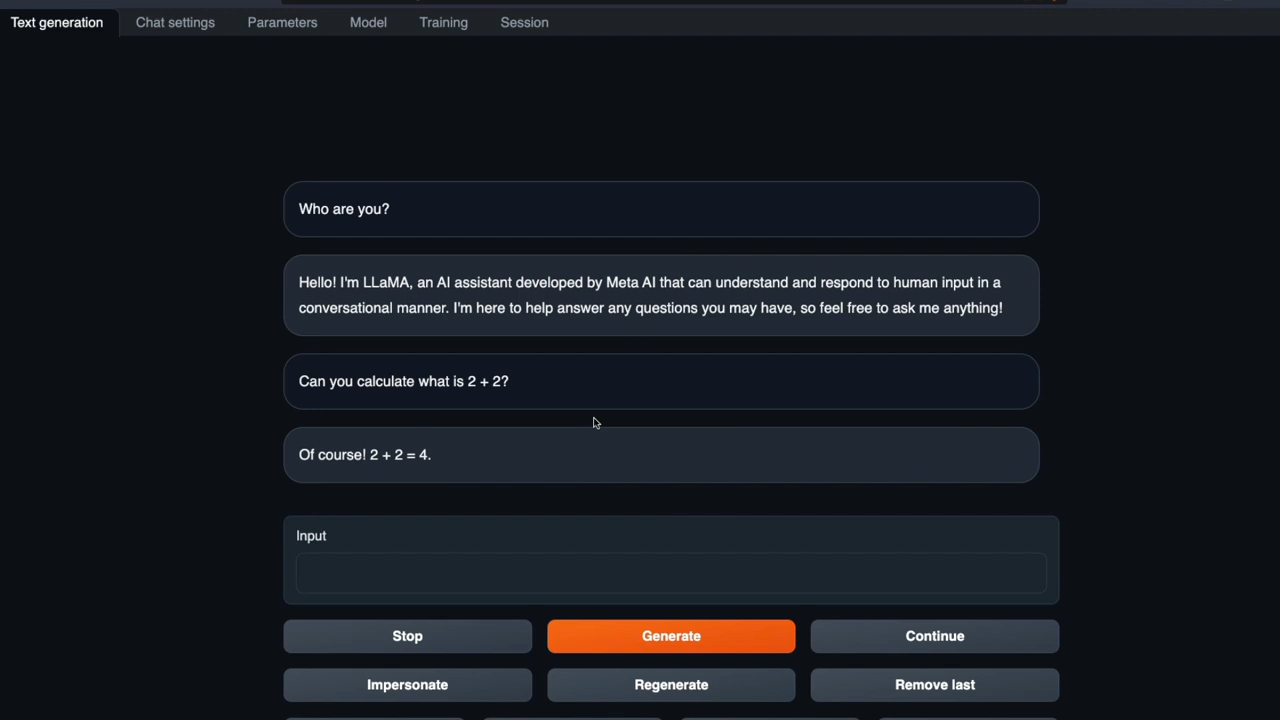 Text generation Chat settings Parameters Model Training Session
Who are you?
Hello! I'm LLaMA, an AI assistant developed by Meta AI that can understand and respond to human input in a
conversational manner. I'm here to help answer any questions you may have, so feel free to ask me anything!
Can you calculate what is 2 + 2?
Of course! 2 + 2 = 4.
Input
Stop Generate Continue
Impersonate Regenerate Remove last